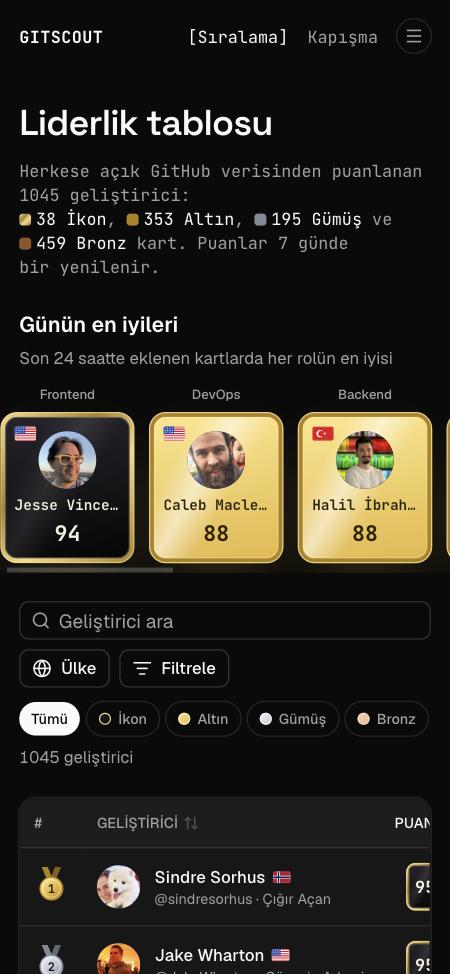 GITSCOUT
[Sıralama]
Kapışma
Liderlik tablosu
Herkese açık GitHub verisinden puanlanan
1045 geliştirici:
38 İkon, 353 Altın, 195 Gümüş ve
459 Bronz kart. Puanlar 7 günde
bir yenilenir.
Günün en iyileri
Son 24 saatte eklenen kartlarda her rolün en iyisi
Frontend
DevOps
Backend
Jesse Vince…
Caleb Macle…
Halil İbrah…
94
88
88
Geliştirici ara
Ülke
Filtrele
Tümü
İkon
Altın
Gümüş
Bronz
1045 geliştirici
#
GELİŞTİRİCİ
PUAN
1
Sindre Sorhus
95
@sindresorhus · Çığır Açan
2
Jake Wharton
95